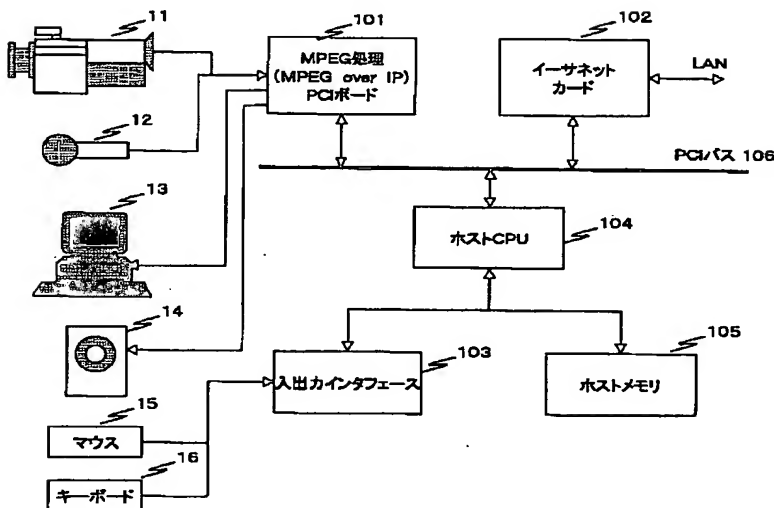 11
12
13
14
15
マウス
16
キーボード
101
MPEG処理
(MPEG over IP)
PCIボード
102
イーサネット
カード
LAN
PCIバス 106
ホストCPU
104
103
入出力インタフェース
105
ホストメモリ